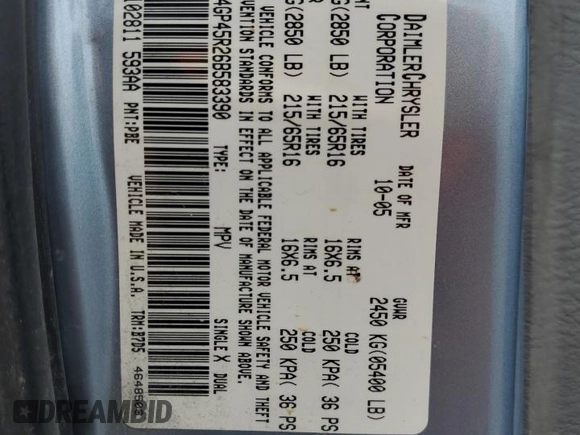 DAIMLERCHRYSLER
CORPORATION
DATE OF MFR
10-05
GVWR
2450 KG(05400 LB)
WITH TIRES
RIMS AT
COLD
G(2850 LB)
215/65R16
16X6.5
250 KPA( 36 PS
WITH TIRES
RIMS AT
COLD
G(2850 LB)
215/65R16
16X6.5
250 KPA( 36 PS
VEHICLE CONFORMS TO ALL APPLICABLE FEDERAL MOTOR VEHICLE SAFETY AND THEFT
VENTION STANDARDS IN EFFECT ON THE DATE OF MANUFACTURE SHOWN ABOVE.
4GP45R26B583390
TYPE:
MPV
SINGLE X
DUAL
102811 593AA
PNT: PBE
VEHICLE MADE IN U.S.A.
TRM: B7D5
DREAMBID